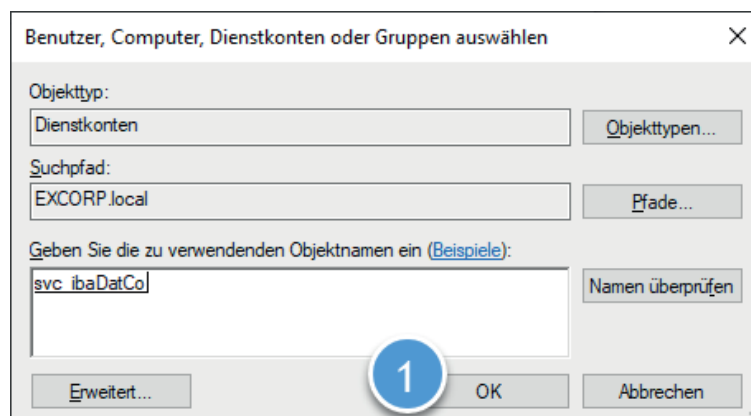 Benutzer, Computer, Dienstkonten oder Gruppen auswählen
Objekttyp:
Dienstkonten
Objekttypen...
Suchpfad:
EXCORP.local
Pfade...
Geben Sie die zu verwendenden Objektnamen ein (Beispiele):
svc_ibaDatCo
Namen überprüfen
Erweitert...
1
OK
Abbrechen